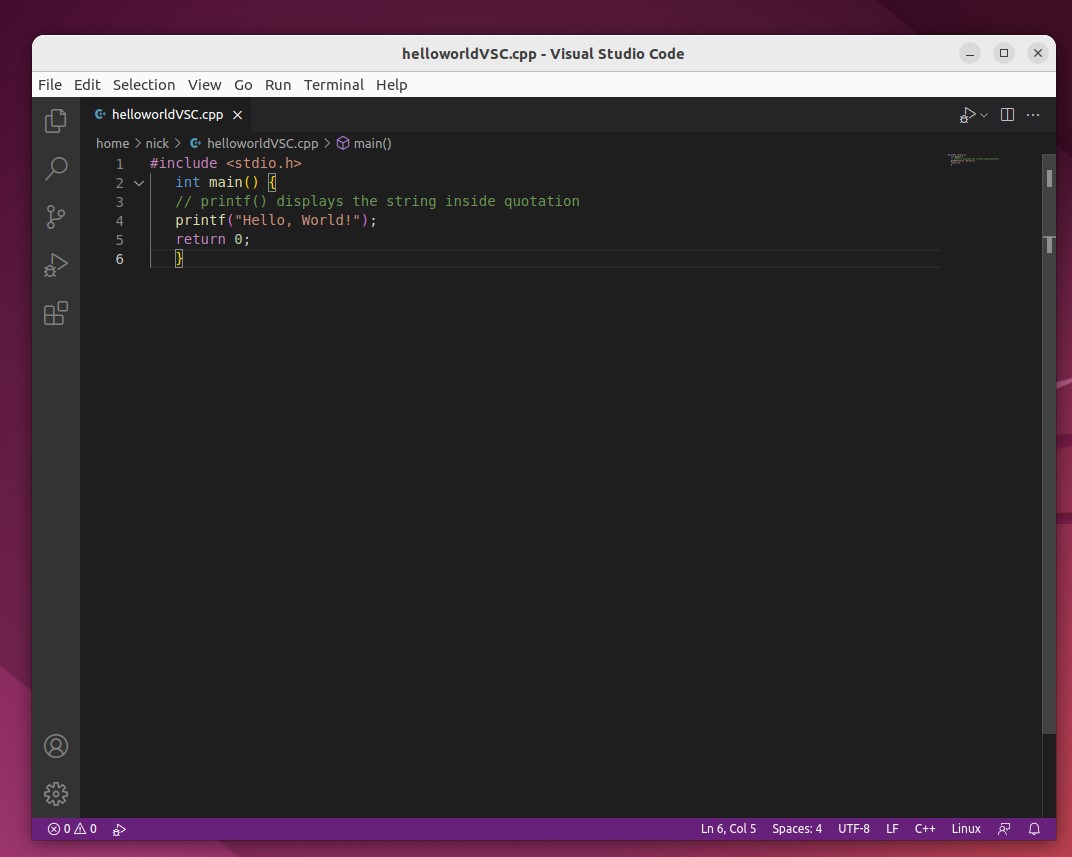 helloworldVSC.cpp - Visual Studio Code
File Edit Selection View Go Run Terminal Help
helloworldVSC.cpp
home > nick > helloworldVSC.cpp > main()
1 #include <stdio.h>
2 int main() {
3 // printf() displays the string inside quotation
4 printf("Hello, World!");
5 return 0;
6 }
0 0 Ln 6, Col 5 Spaces: 4 UTF-8 LF C++ Linux